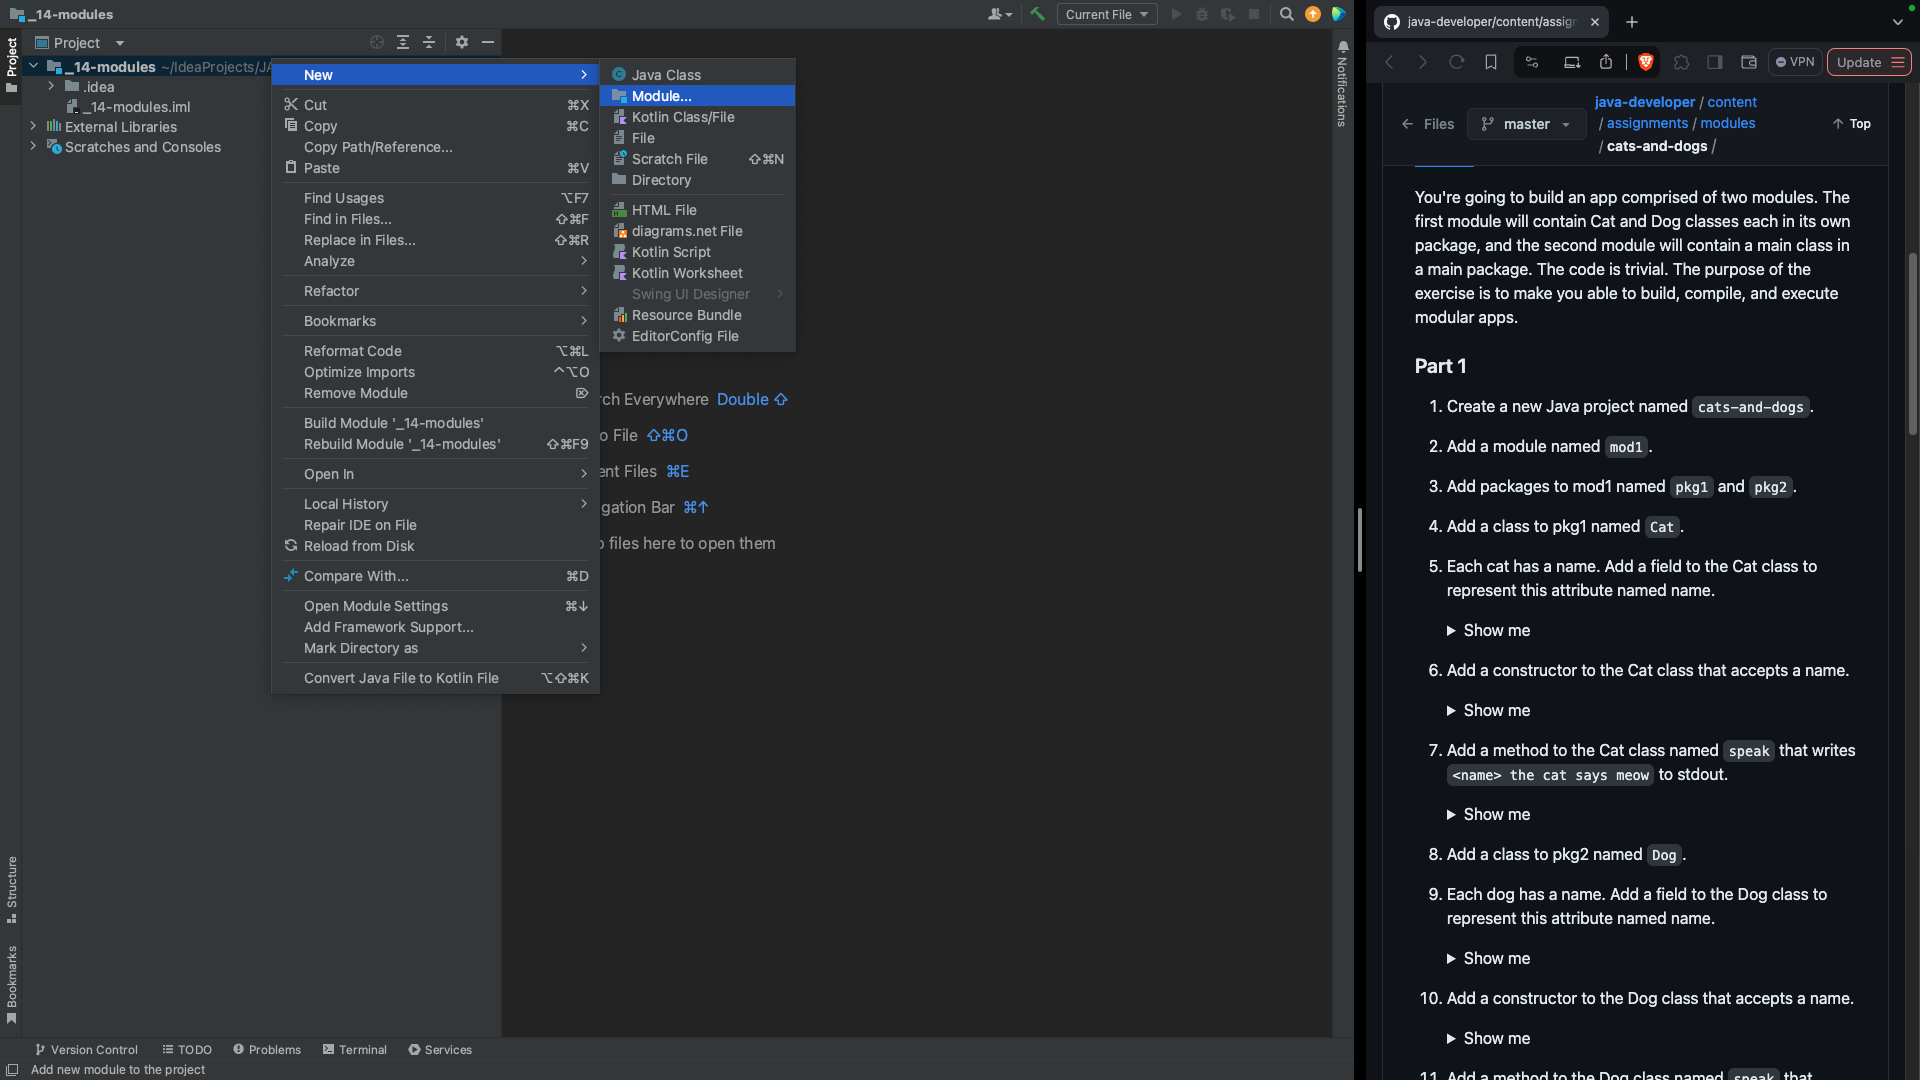 _14-modules
Current File
Project
Project
_14-modules ~/IdeaProjects/JA
.idea
_14-modules.iml
External Libraries
Scratches and Consoles
New
Cut ⌘X
Copy ⌘C
Copy Path/Reference...
Paste ⌘V
Find Usages ⌥F7
Find in Files... ⇧⌘F
Replace in Files... ⇧⌘R
Analyze
Refactor
Bookmarks
Reformat Code ⌥⌘L
Optimize Imports ^⌥O
Remove Module ⌦
Build Module '_14-modules'
Rebuild Module '_14-modules' ⇧⌘F9
Open In
Local History
Repair IDE on File
Reload from Disk
Compare With... ⌘D
Open Module Settings ⌘↓
Add Framework Support...
Mark Directory as
Convert Java File to Kotlin File ⌥⇧⌘K
Java Class
Module...
Kotlin Class/File
File
Scratch File ⇧⌘N
Directory
HTML File
diagrams.net File
Kotlin Script
Kotlin Worksheet
Swing UI Designer
Resource Bundle
EditorConfig File
rch Everywhere Double ⇧
o File ⇧⌘O
ent Files ⌘E
igation Bar ⌘↑
files here to open them
Notifications
Structure
Bookmarks
Version Control
TODO
Problems
Terminal
Services
Add new module to the project
java-developer/content/assign
VPN
Update
← Files
master
java-developer / content
/ assignments / modules
/ cats-and-dogs /
↑ Top
You're going to build an app comprised of two modules. The
first module will contain Cat and Dog classes each in its own
package, and the second module will contain a main class in
a main package. The code is trivial. The purpose of the
exercise is to make you able to build, compile, and execute
modular apps.
Part 1
1. Create a new Java project named cats-and-dogs.
2. Add a module named mod1.
3. Add packages to mod1 named pkg1 and pkg2.
4. Add a class to pkg1 named Cat.
5. Each cat has a name. Add a field to the Cat class to
represent this attribute named name.
▶ Show me
6. Add a constructor to the Cat class that accepts a name.
▶ Show me
7. Add a method to the Cat class named speak that writes
<name> the cat says meow to stdout.
▶ Show me
8. Add a class to pkg2 named Dog.
9. Each dog has a name. Add a field to the Dog class to
represent this attribute named name.
▶ Show me
10. Add a constructor to the Dog class that accepts a name.
▶ Show me
11. Add a method to the Dog class named speak that